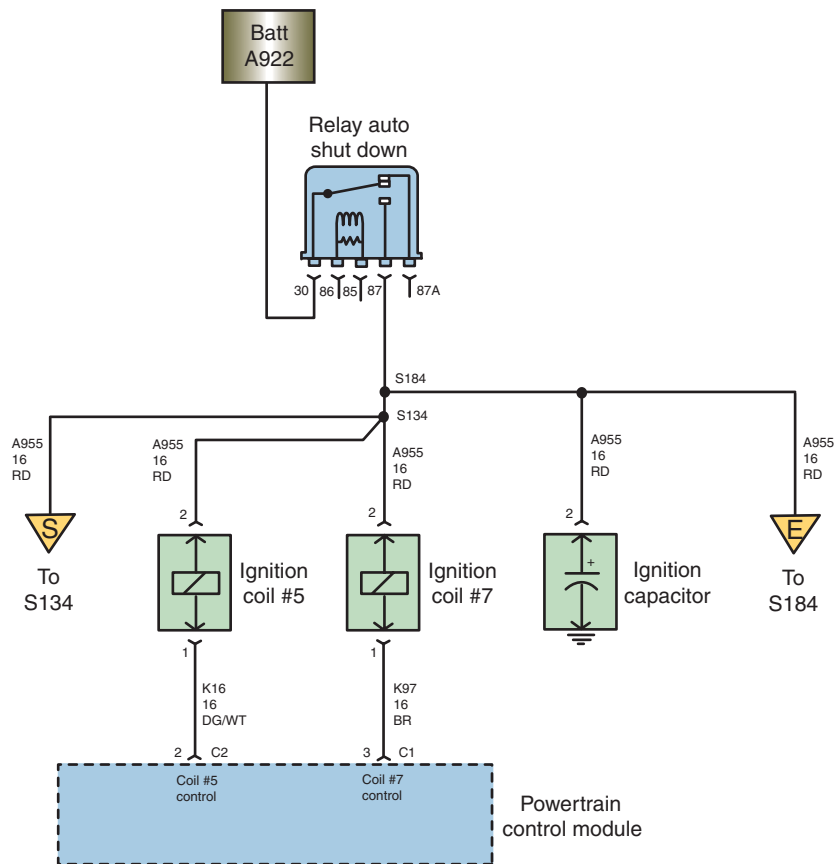 Batt
A922
Relay auto
shut down
30
86
85
87
87A
S184
S134
A955
16
RD
A955
16
RD
A955
16
RD
A955
16
RD
A955
16
RD
S
To
S134
2
Ignition
coil #5
1
2
Ignition
coil #7
1
2
+
Ignition
capacitor
E
To
S184
K16
16
DG/WT
K97
16
BR
2 C2
3 C1
Coil #5
control
Coil #7
control
Powertrain
control module